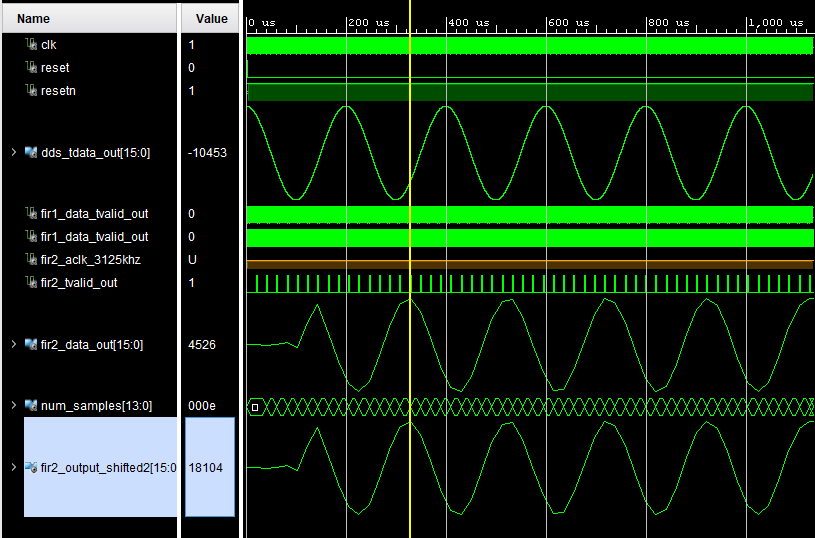 Name Value 0 us 200 us 400 us 600 us 800 us 1,000 us
clk 1
reset 0
resetn 1
dds_tdata_out[15:0] -10453
fir1_data_tvalid_out 0
fir1_data_tvalid_out 0
fir2_aclk_3125khz U
fir2_tvalid_out 1
fir2_data_out[15:0] 4526
num_samples[13:0] 000e
fir2_output_shifted2[15:0 18104